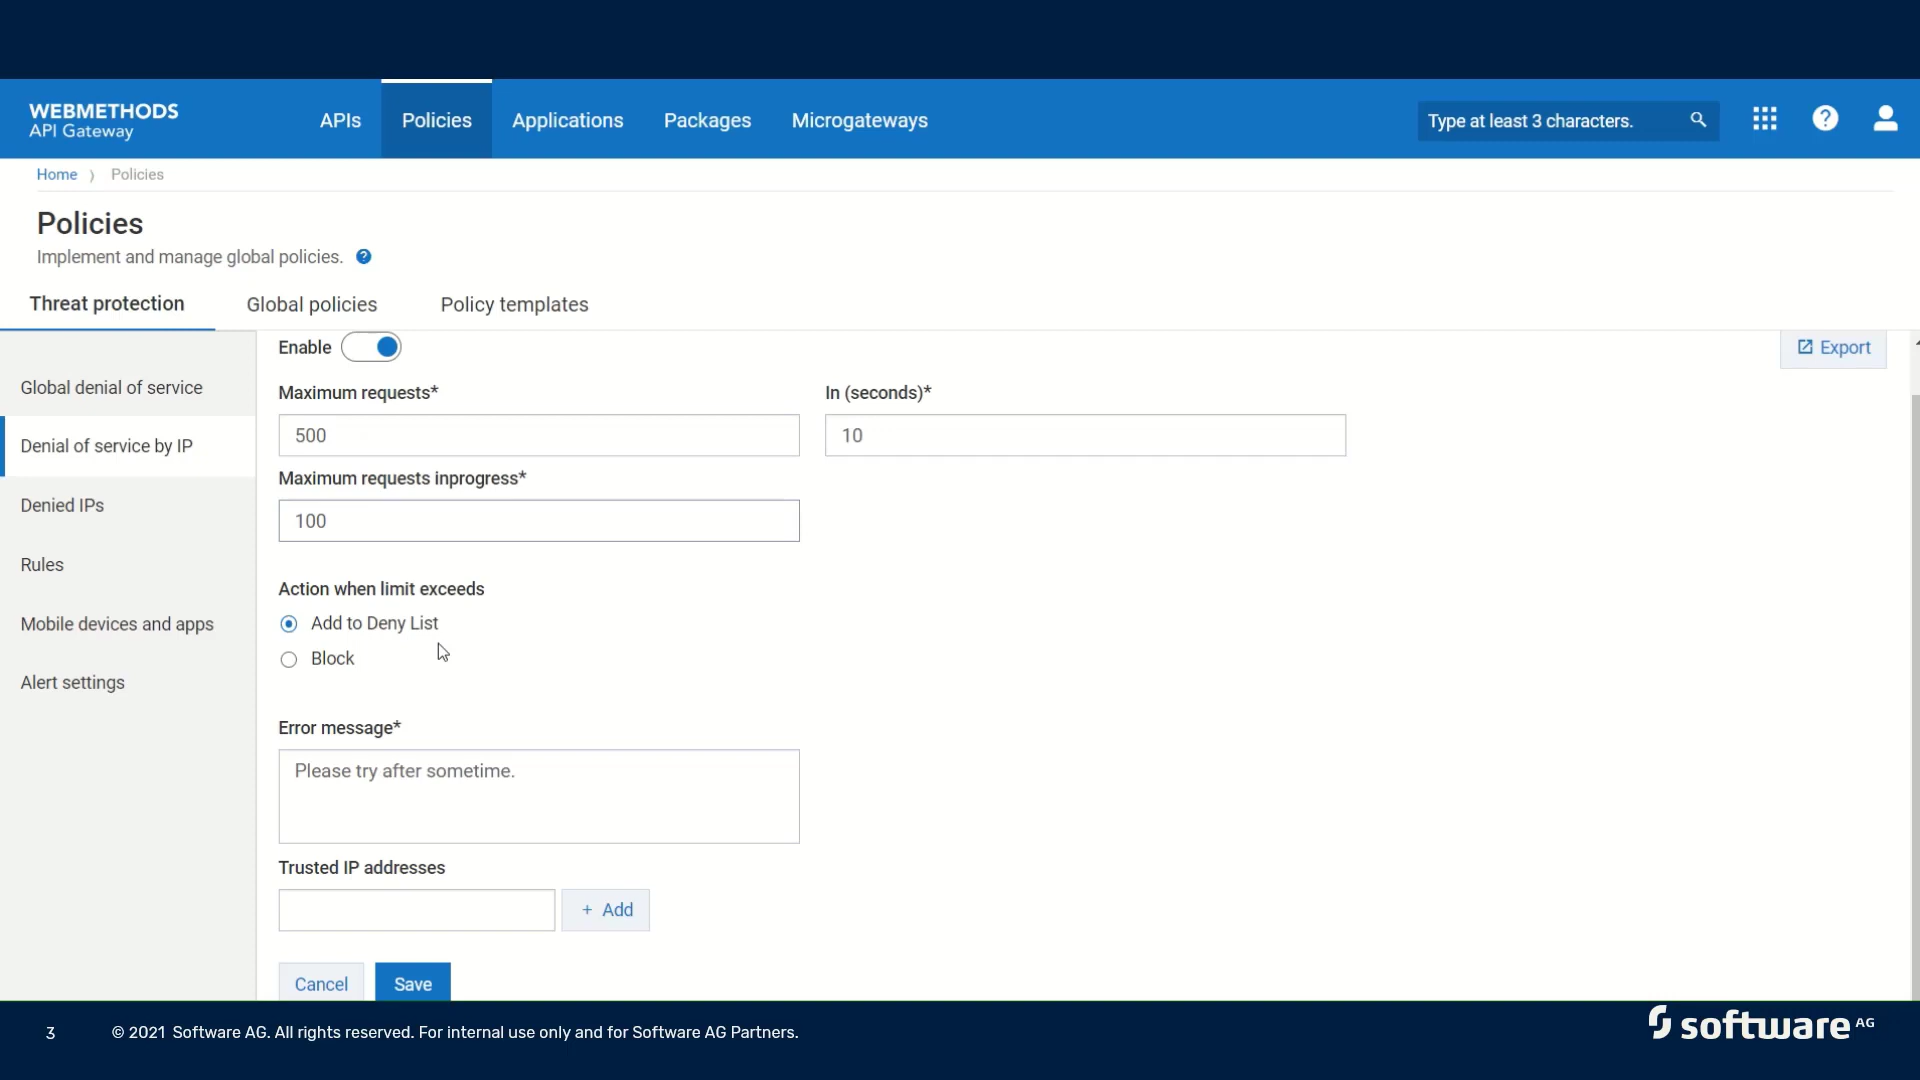 WEBMETHODS
API Gateway
APIs
Policies
Applications
Packages
Microgateways
Type at least 3 characters.
Home
Policies
Policies
Implement and manage global policies.
Threat protection
Global policies
Policy templates
Global denial of service
Denial of service by IP
Denied IPs
Rules
Mobile devices and apps
Alert settings
Enable
Export
Maximum requests*
In (seconds)*
500
10
Maximum requests inprogress*
100
Action when limit exceeds
Add to Deny List
Block
Error message*
Please try after sometime.
Trusted IP addresses
+ Add
Cancel
Save
3
© 2021 Software AG. All rights reserved. For internal use only and for Software AG Partners.
software AG